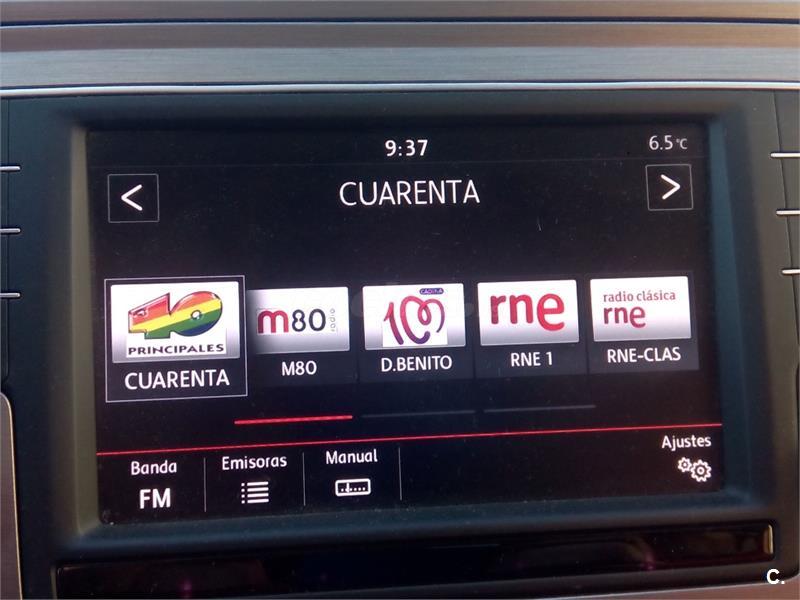 9:37
6.5°C
<
CUARENTA
>
40
PRINCIPALES
CUARENTA
m80 radio
M80
CADENA
100
D.BENITO
rne
RNE 1
radio clásica
rne
RNE-CLAS
Banda
FM
Emisoras
Manual
Ajustes
C.